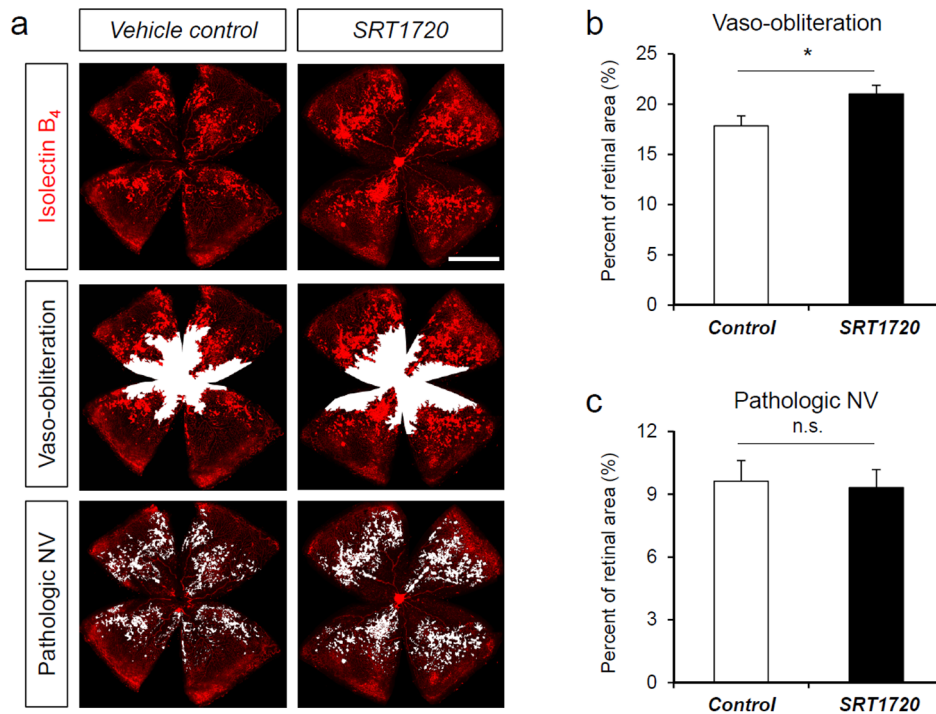 a
Vehicle control
SRT1720
Isolectin B₄
Vaso-obliteration
Pathologic NV
b
Vaso-obliteration
*
Percent of retinal area (%)
25
20
15
10
5
0
Control
SRT1720
c
Pathologic NV
n.s.
Percent of retinal area (%)
12
9
6
3
0
Control
SRT1720